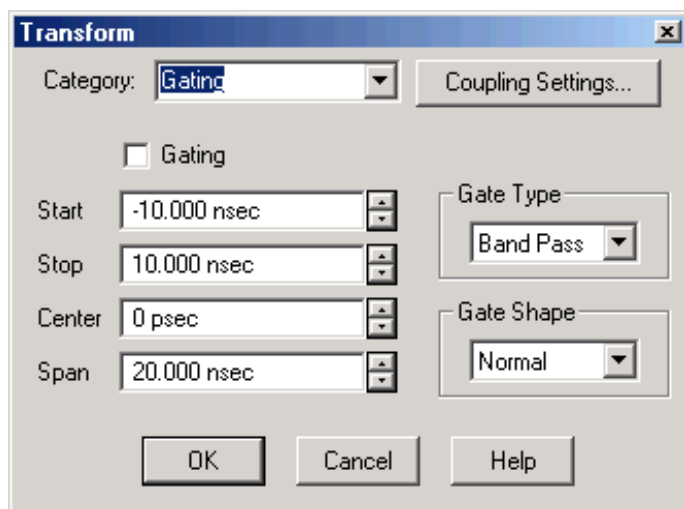 Transform
Category: Gating Coupling Settings...
Gating
Start -10.000 nsec
Stop 10.000 nsec
Center 0 psec
Span 20.000 nsec
Gate Type
Band Pass
Gate Shape
Normal
OK Cancel Help